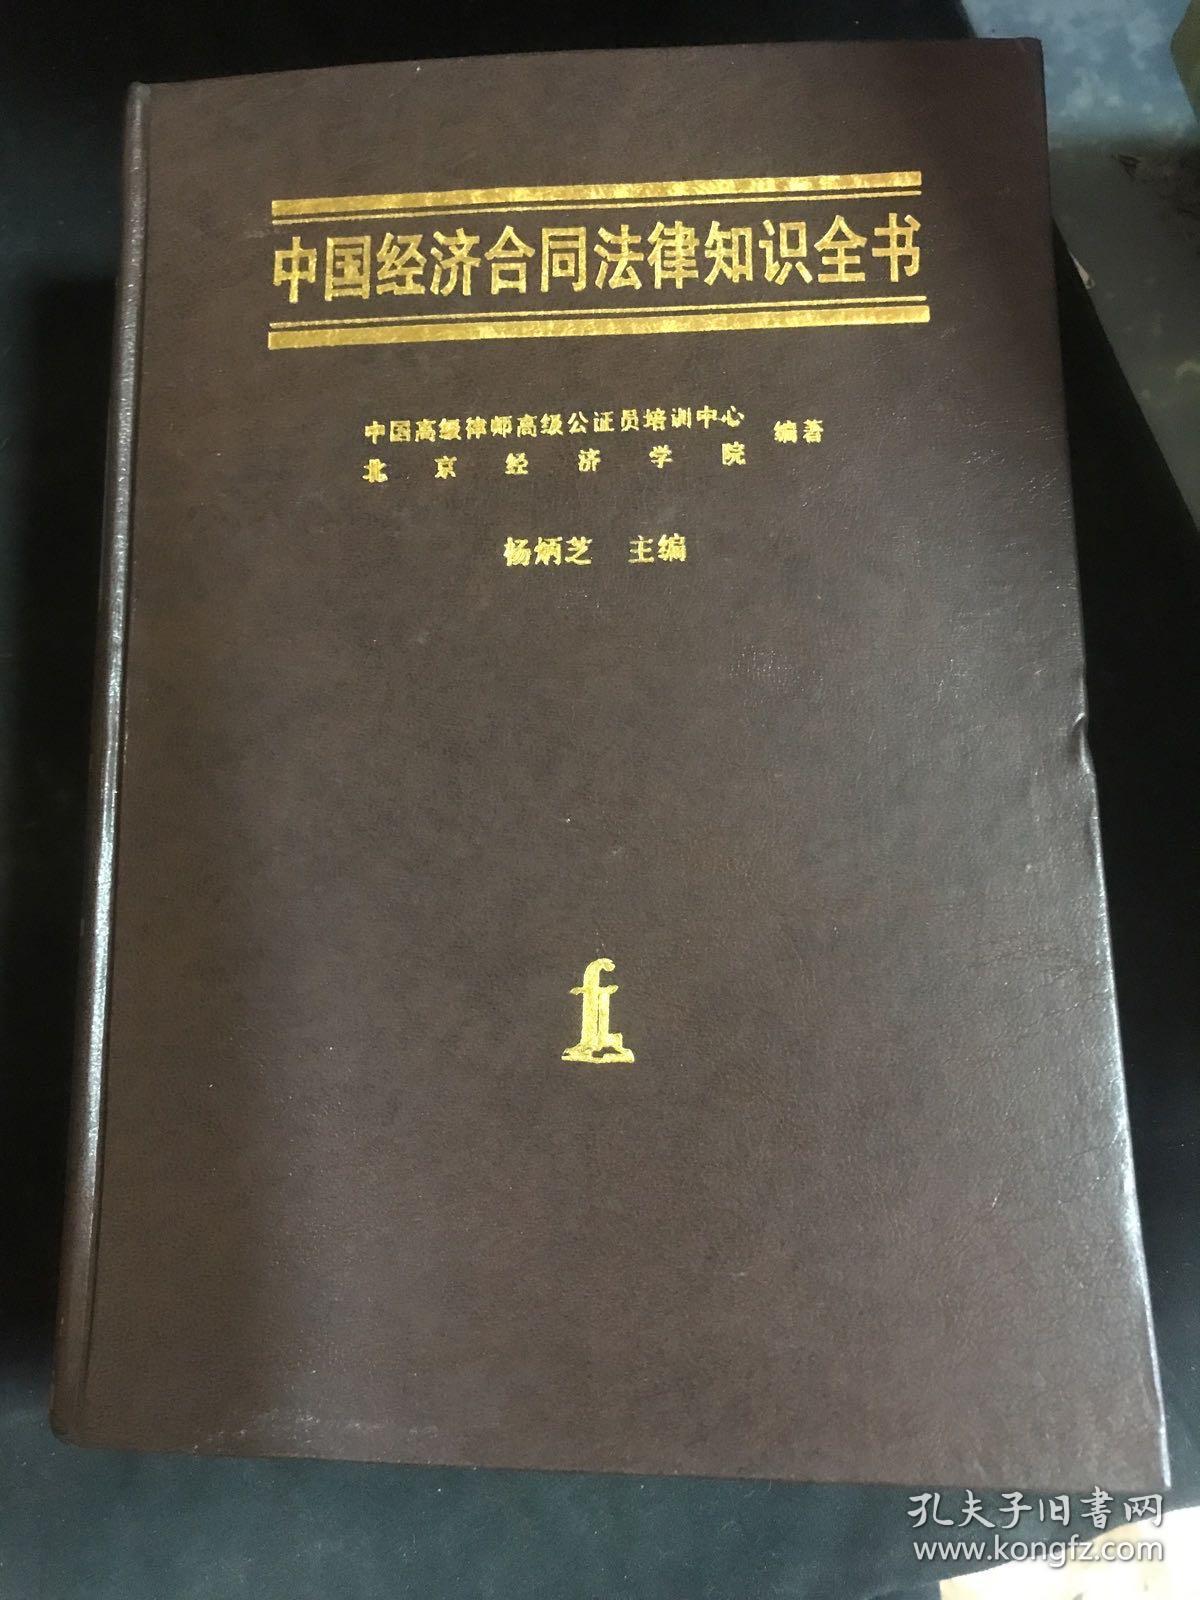 中国经济合同法律知识全书
中国高级律师高级公证员培训中心
北京经济学院
编著
杨炳芝 主编
孔夫子旧书网
www.kongfz.com